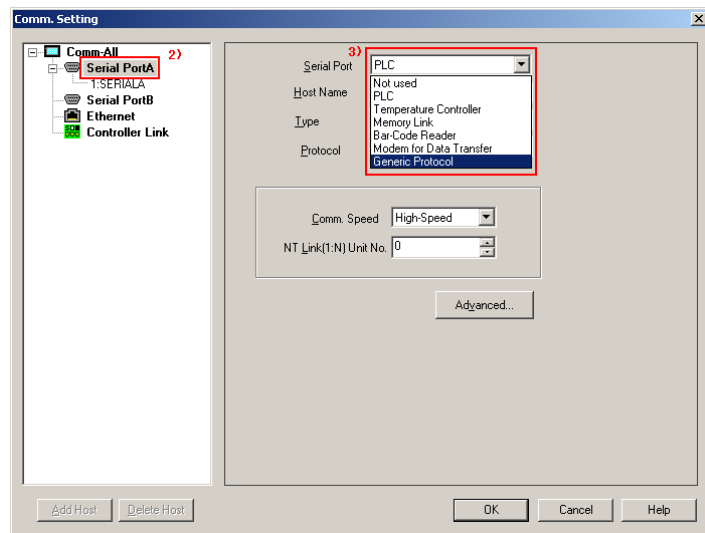 Comm. Setting
Comm-All
2)
Serial PortA
1:SERIALA
Serial PortB
Ethernet
Controller Link
3)
Serial Port PLC
Host Name
Type
Protocol
Not used
PLC
Temperature Controller
Memory Link
Bar-Code Reader
Modem for Data Transfer
Generic Protocol
Comm. Speed High-Speed
NT Link(1:N) Unit No. 0
Advanced...
Add Host Delete Host OK Cancel Help